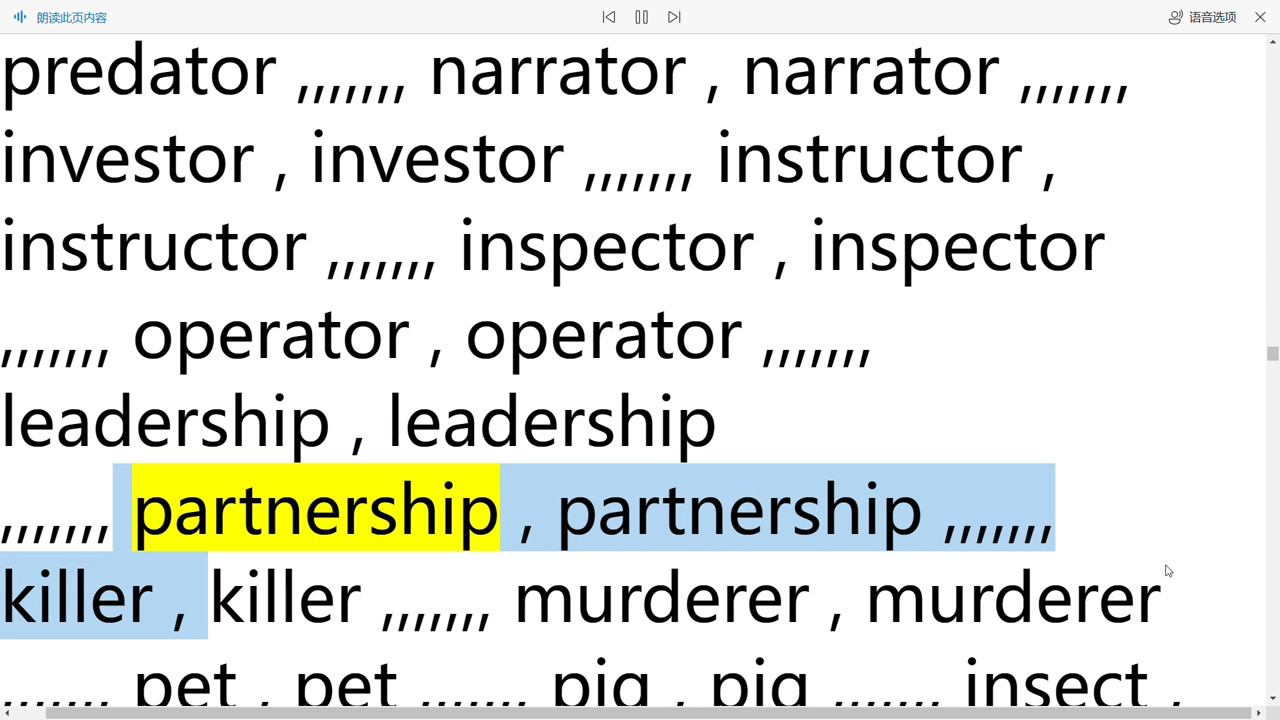 朗读此页内容
语音选项
predator ,,,,,,, narrator , narrator ,,,,,,,
investor , investor ,,,,,,, instructor ,
instructor ,,,,,,, inspector , inspector
,,,,,,, operator , operator ,,,,,,,
leadership , leadership
,,,,,,, partnership , partnership ,,,,,,,
killer , killer ,,,,,,, murderer , murderer
,,,,,,, pet , pet ,,,,,,, pig , pig ,,,,,,, insect ,